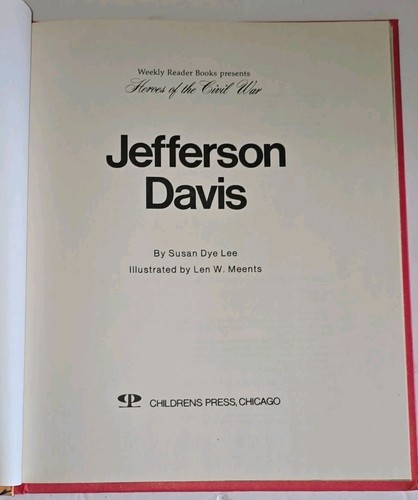 Weekly Reader Books presents
Heroes of the Civil War
Jefferson
Davis
By Susan Dye Lee
Illustrated by Len W. Meents
CHILDRENS PRESS, CHICAGO